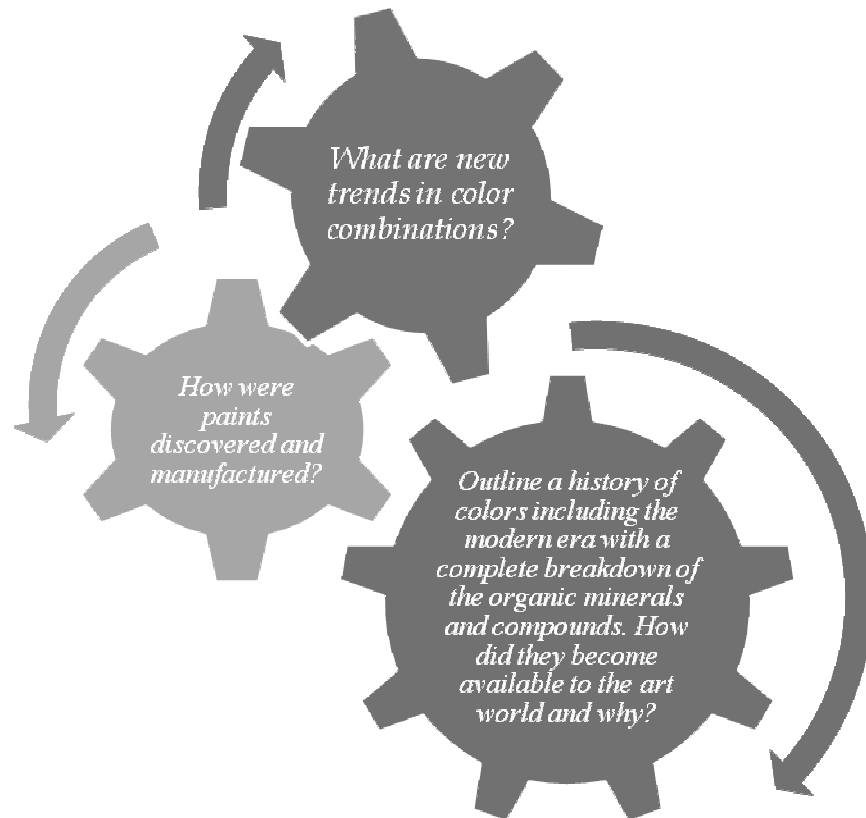 What are new
trends in color
combinations?
How were
paints
discovered and
manufactured?
Outline a history of
colors including the
modern era with a
complete breakdown of
the organic minerals
and compounds. How
did they become
available to the art
world and why?